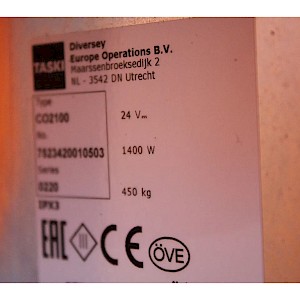 TASKI
Diversey
Europe Operations B.V.
Maarssenbroeksedijk 2
NL - 3542 DN Utrecht
Type
CO2100
24 V
No.
7523420010503
1400 W
Series
0220
450 kg
IPX3
EAC
III
CE
ÖVE